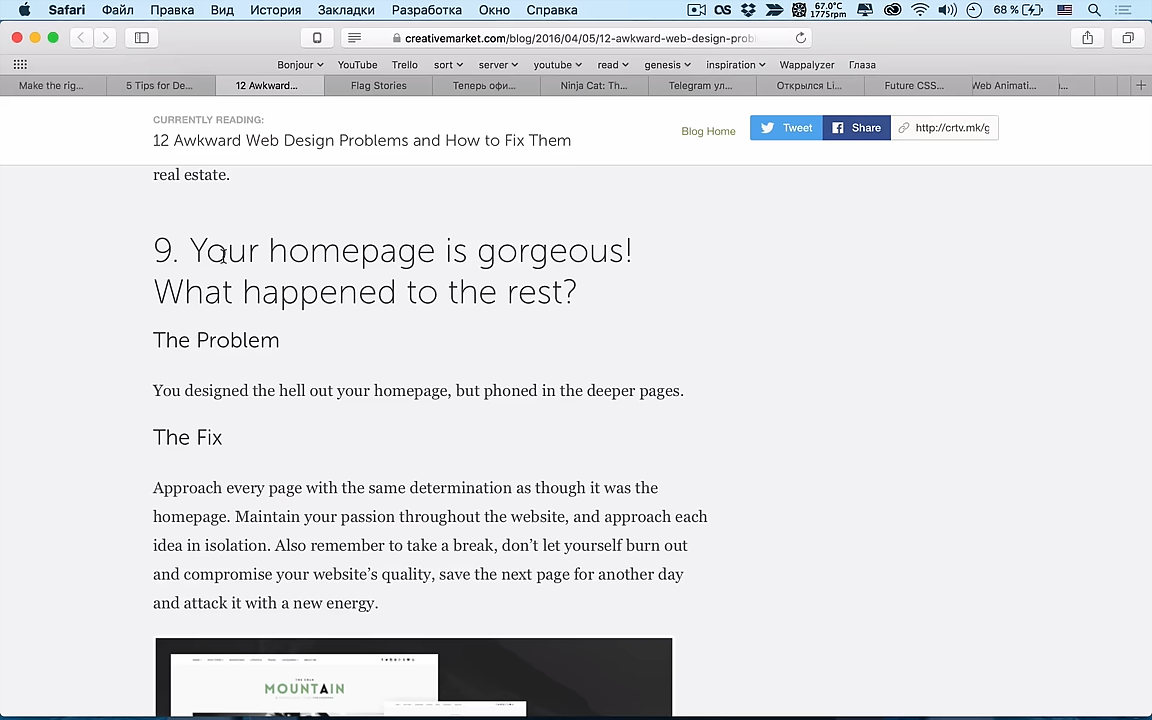 Safari Файл Правка Вид История Закладки Разработка Окно Справка 67.0°C 1775rpm 68 %
creativemarket.com/blog/2016/04/05/12-awkward-web-design-prob
Bonjour YouTube Trello sort server youtube read genesis inspiration Wappalyzer Глаза
Make the rig... 5 Tips for De... 12 Awkward... Flag Stories Теперь офи... Ninja Cat: Th... Telegram ул... Открылся Li... Future CSS... Web Animati...
CURRENTLY READING:
12 Awkward Web Design Problems and How to Fix Them
Blog Home Tweet Share http://crtv.mk/g
real estate.
9. Your homepage is gorgeous!
What happened to the rest?
The Problem
You designed the hell out your homepage, but phoned in the deeper pages.
The Fix
Approach every page with the same determination as though it was the
homepage. Maintain your passion throughout the website, and approach each
idea in isolation. Also remember to take a break, don’t let yourself burn out
and compromise your website’s quality, save the next page for another day
and attack it with a new energy.
MOUNTAIN